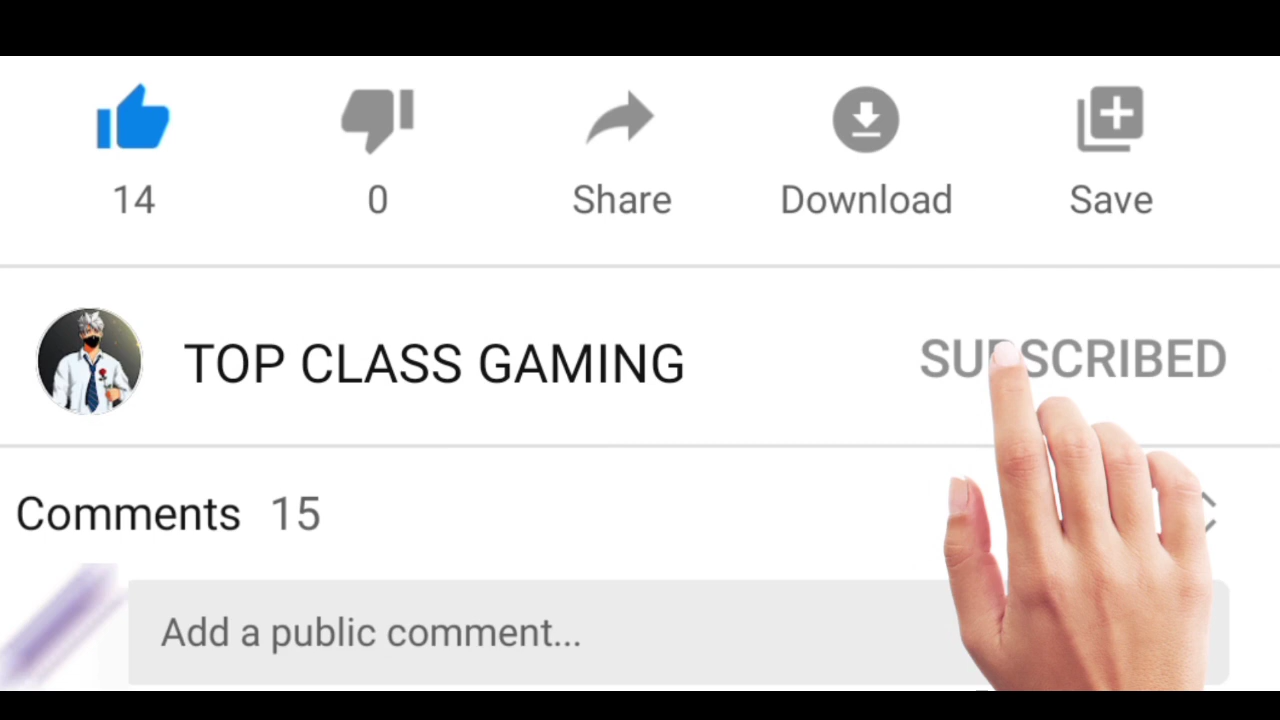 14 0 Share Download Save
TOP CLASS GAMING SUBSCRIBED
Comments 15
Add a public comment...